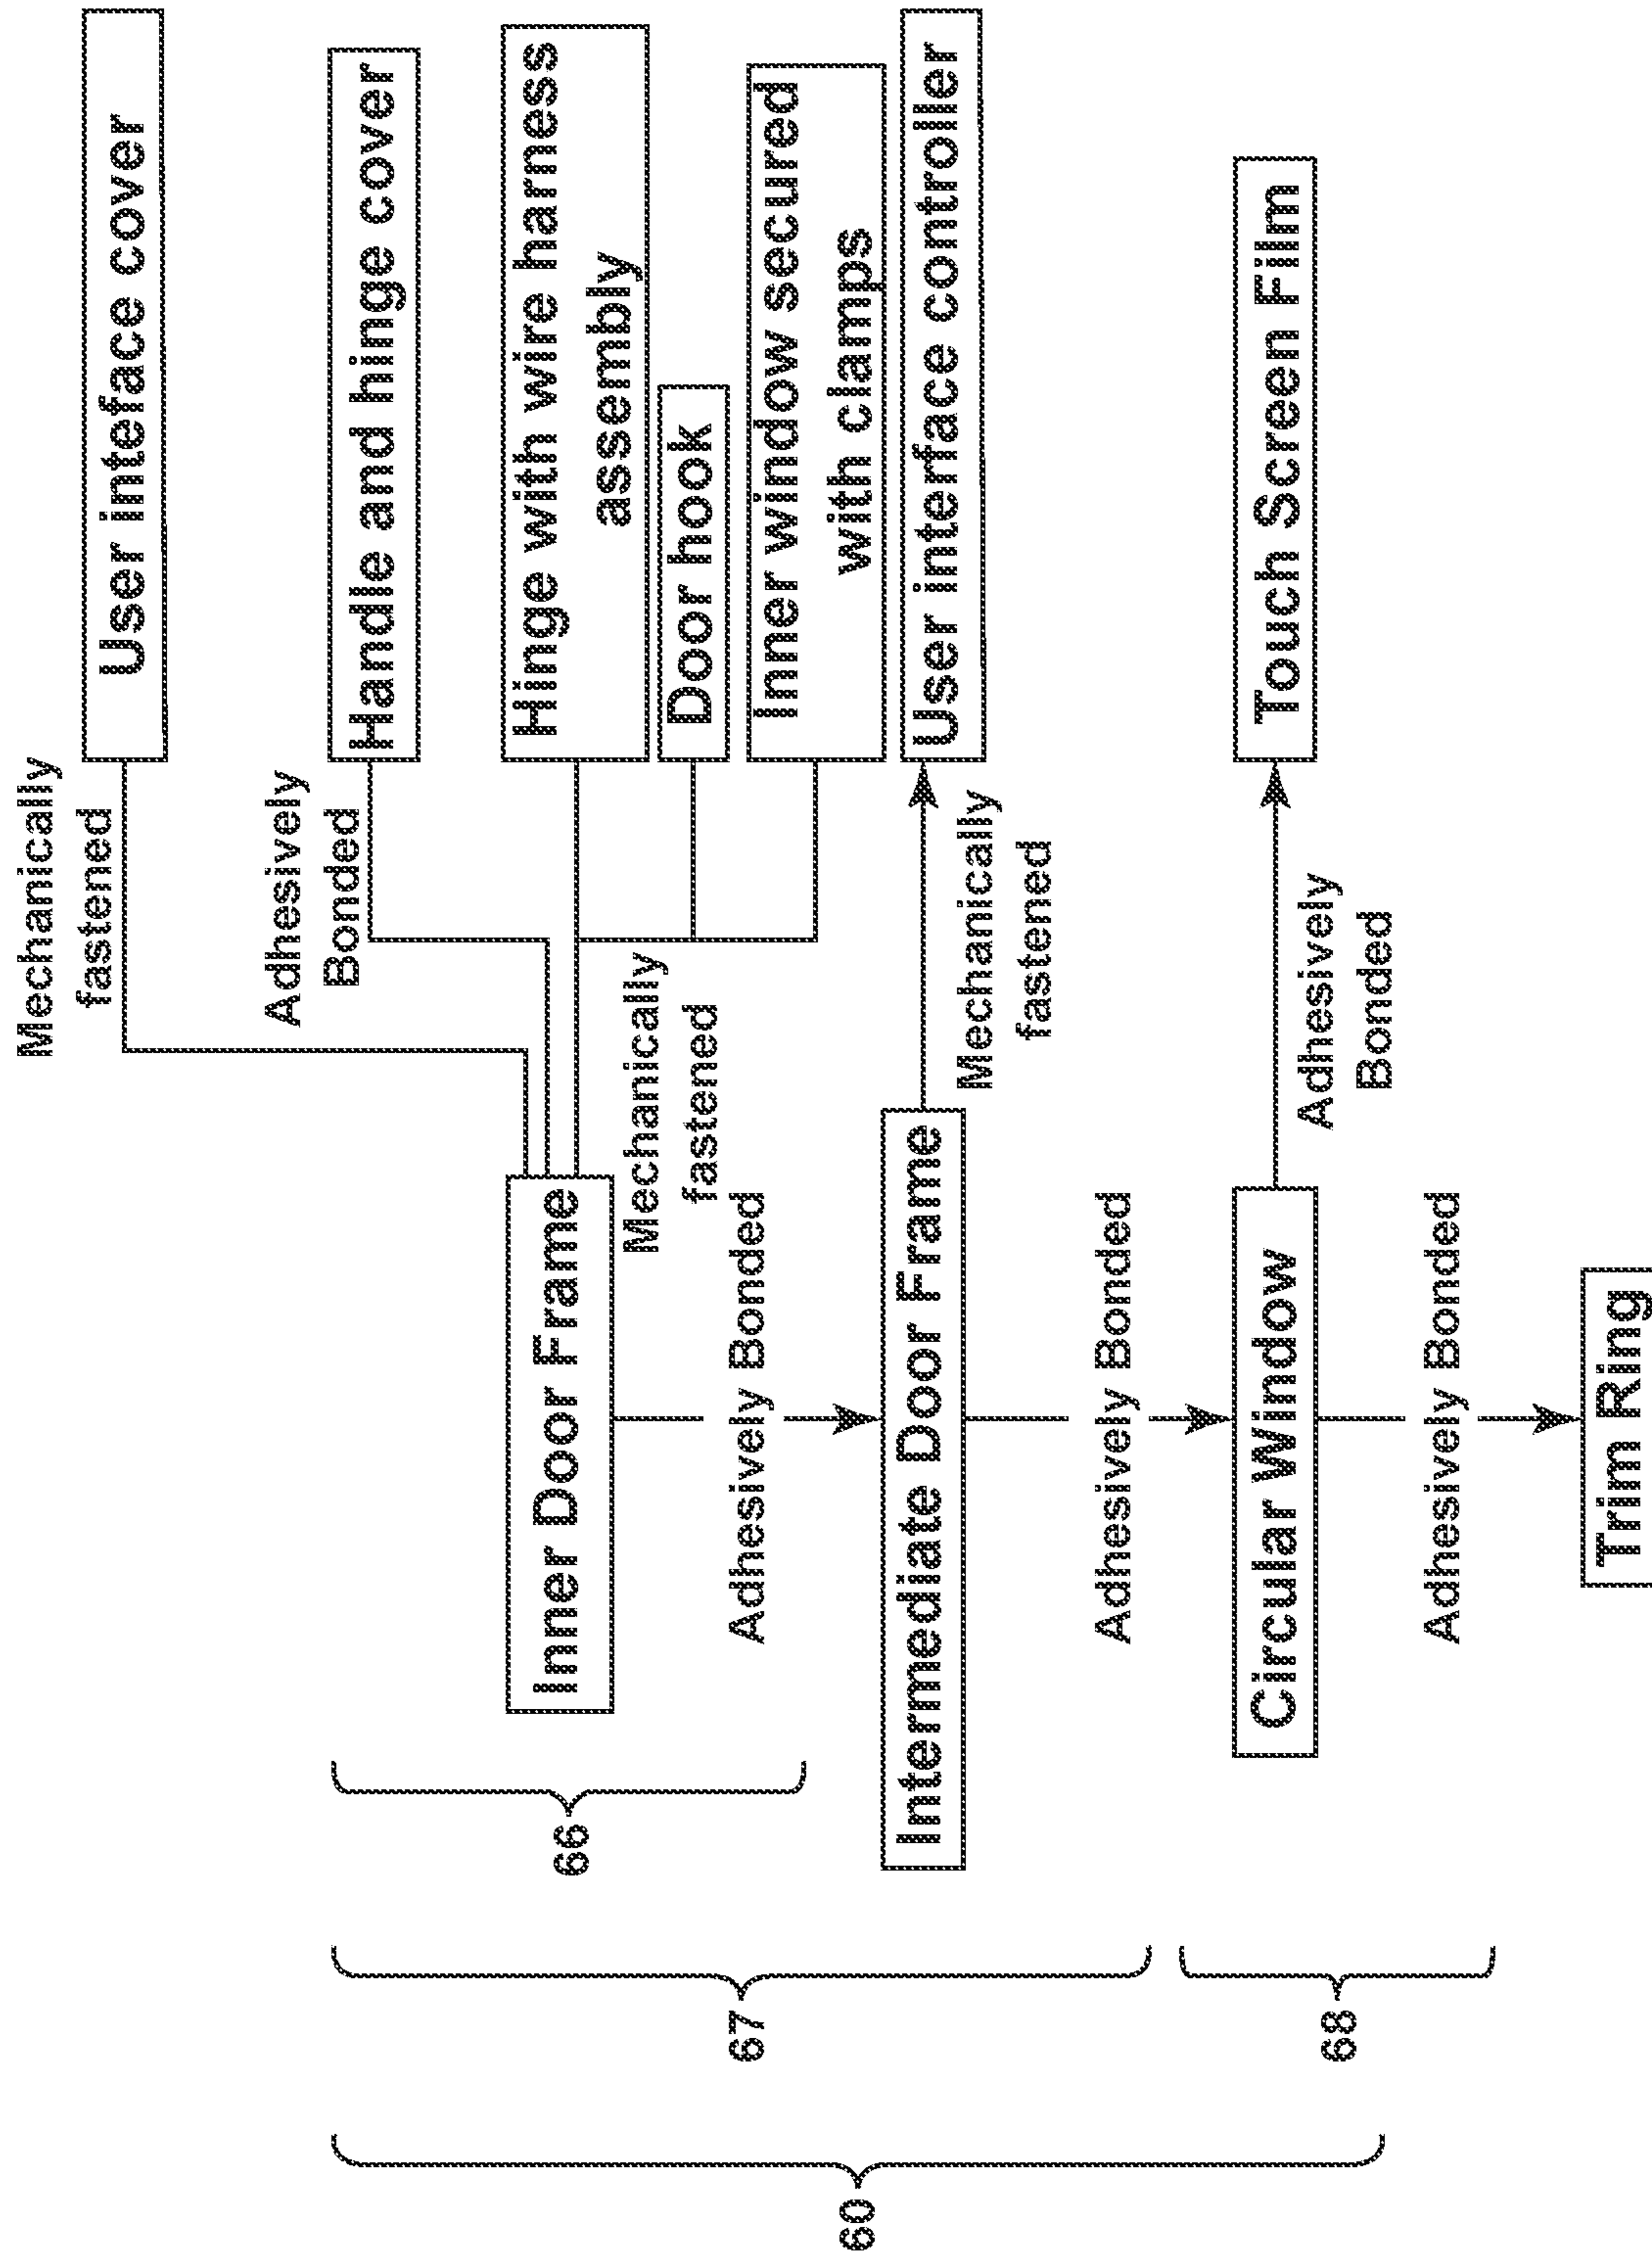 Mechanically
fastened
User inteface cover
Adhesively
Bonded
Handle and hinge cover
Hinge with wire harness
assembly
Inner Door Frame
66
Mechanically
fastened
Door hook
Adhesively Bonded
67
Inner window secured
with clamps
60
Intermediate Door Frame
User interface controller
Mechanically
fastened
Adhesively Bonded
Circular Window
Touch Screen Film
Adhesively
Bonded
68
Adhesively Bonded
Trim Ring